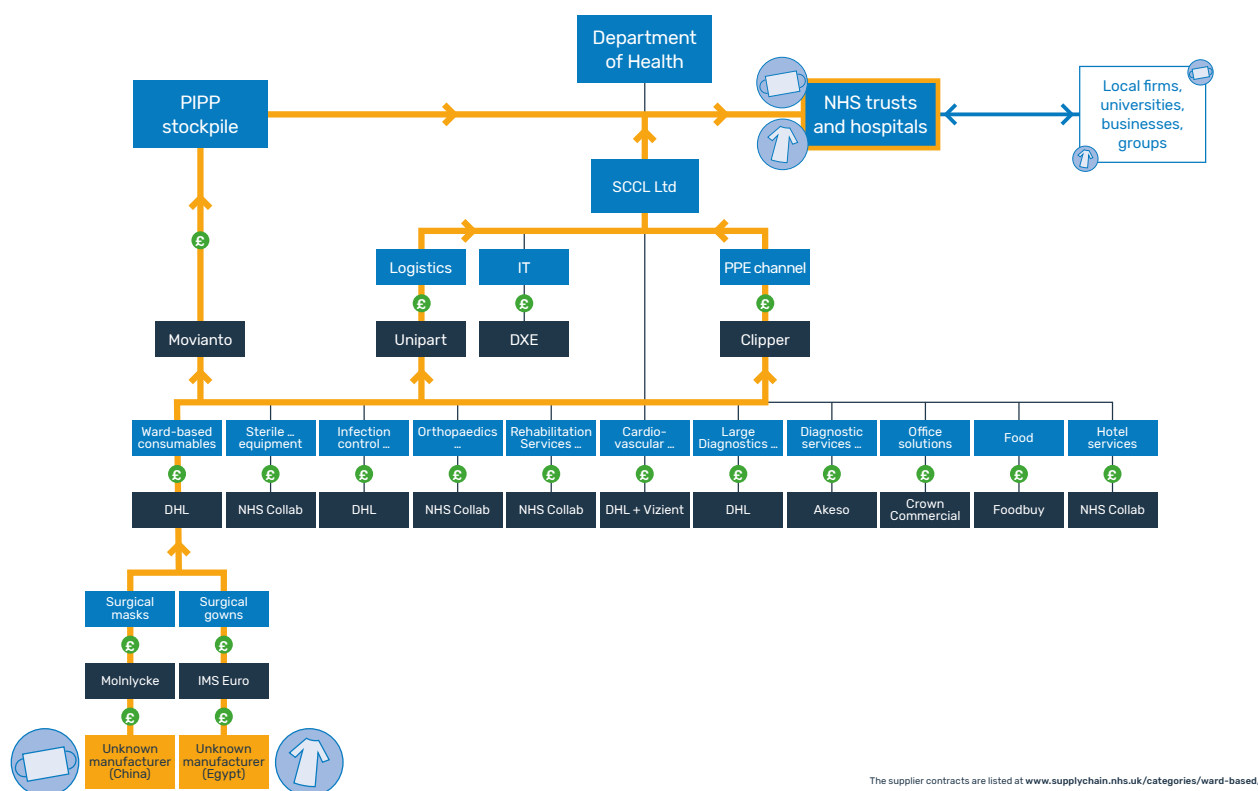 Department
of Health
PIPP
stockpile
NHS trusts
and hospitals
Local firms,
universities,
businesses,
groups
SCCL Ltd
£
Logistics
IT
PPE channel
£
£
£
Movianto
Unipart
DXE
Clipper
Ward-based
consumables
Sterile ...
equipment
Infection
control ...
Orthopaedics
...
Rehabilitation
Services ...
Cardio-
vascular ...
Large
Diagnostics ...
Diagnostic
services ...
Office
solutions
Food
Hotel
services
£
£
£
£
£
£
£
£
£
£
£
DHL
NHS Collab
DHL
NHS Collab
NHS Collab
DHL + Vizient
DHL
Akeso
Crown
Commercial
Foodbuy
NHS Collab
Surgical
masks
Surgical
gowns
£
£
Molnlycke
IMS Euro
£
£
Unknown
manufacturer
(China)
Unknown
manufacturer
(Egypt)
The supplier contracts are listed at www.supplychain.nhs.uk/categories/ward-based,